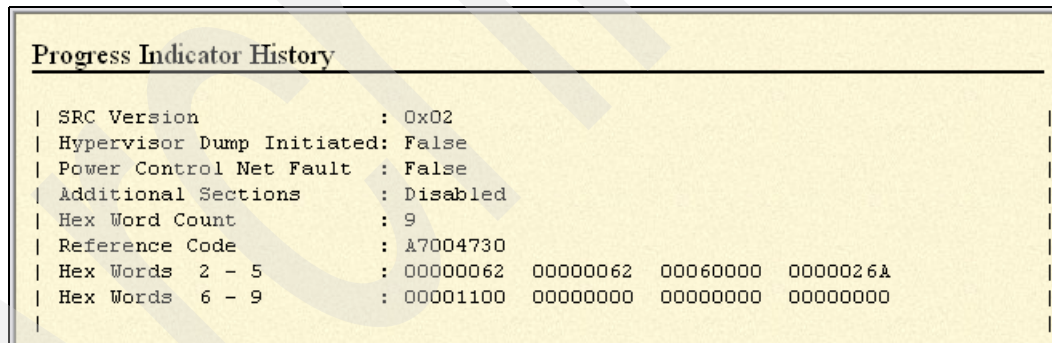 Progress Indicator History
| SRC Version : 0x02 |
| Hypervisor Dump Initiated: False |
| Power Control Net Fault : False |
| Additional Sections : Disabled |
| Hex Word Count : 9 |
| Reference Code : A7004730 |
| Hex Words 2 - 5 : 00000062 00000062 00060000 0000026A |
| Hex Words 6 - 9 : 00001100 00000000 00000000 00000000 |
| |